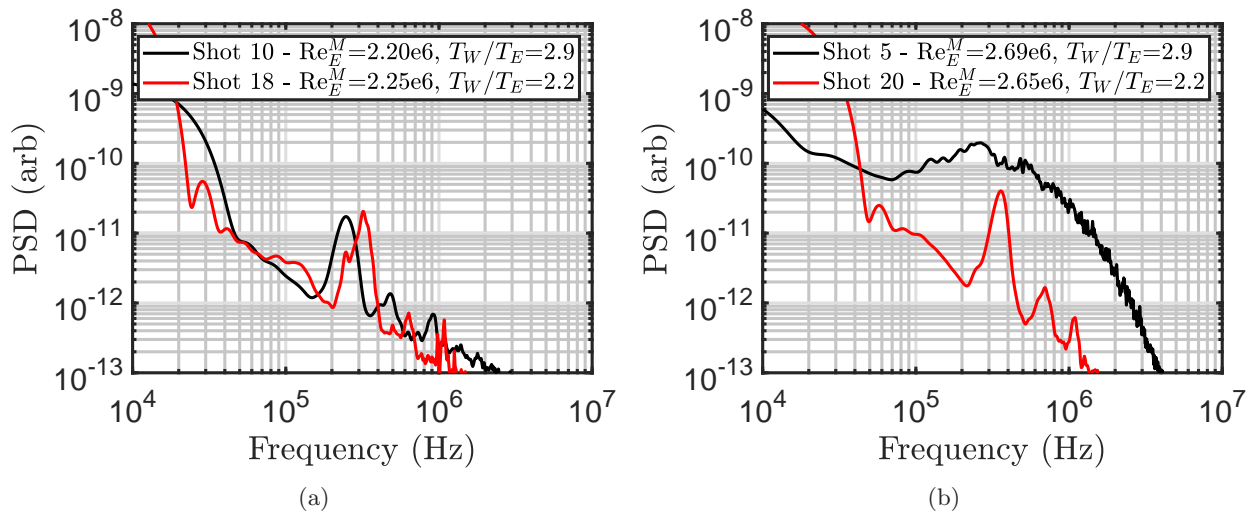 Shot 10 - Re_E^M=2.20e6, T_W/T_E=2.9
Shot 18 - Re_E^M=2.25e6, T_W/T_E=2.2
PSD (arb)
10^-8
10^-9
10^-10
10^-11
10^-12
10^-13
10^4
10^5
10^6
10^7
Frequency (Hz)
(a)
Shot 5 - Re_E^M=2.69e6, T_W/T_E=2.9
Shot 20 - Re_E^M=2.65e6, T_W/T_E=2.2
PSD (arb)
10^-8
10^-9
10^-10
10^-11
10^-12
10^-13
10^4
10^5
10^6
10^7
Frequency (Hz)
(b)